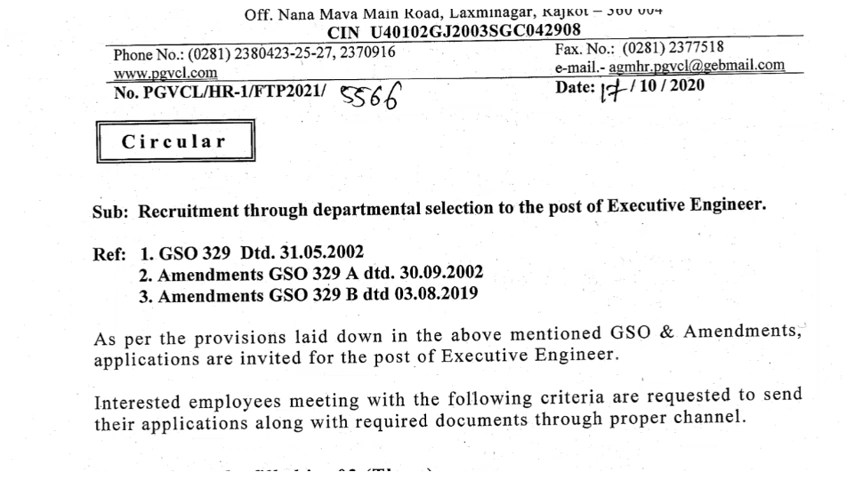 Off. Nana Mava Main Road, Laxminagar, Rajkot – 360 004
CIN U40102GJ2003SGC042908
Phone No.: (0281) 2380423-25-27, 2370916 Fax. No.: (0281) 2377518
www.pgvcl.com e-mail.- agmhr.pgvcl@gebmail.com
No. PGVCL/HR-1/FTP2021/ 5566 Date: 17 / 10 / 2020
Circular
Sub: Recruitment through departmental selection to the post of Executive Engineer.
Ref: 1. GSO 329 Dtd. 31.05.2002
2. Amendments GSO 329 A dtd. 30.09.2002
3. Amendments GSO 329 B dtd 03.08.2019
As per the provisions laid down in the above mentioned GSO & Amendments,
applications are invited for the post of Executive Engineer.
Interested employees meeting with the following criteria are requested to send
their applications along with required documents through proper channel.